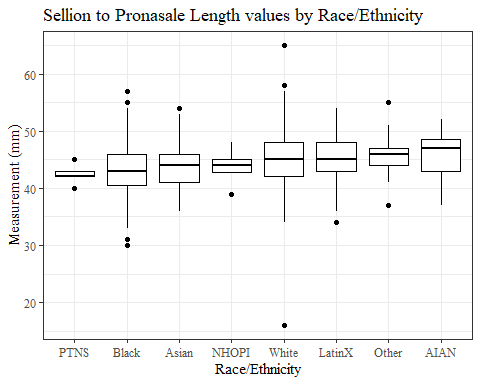 Sellion to Pronasale Length values by Race/Ethnicity
Measurement (mm)
60
50
40
30
20
PTNS Black Asian NHOPI White LatinX Other AIAN
Race/Ethnicity